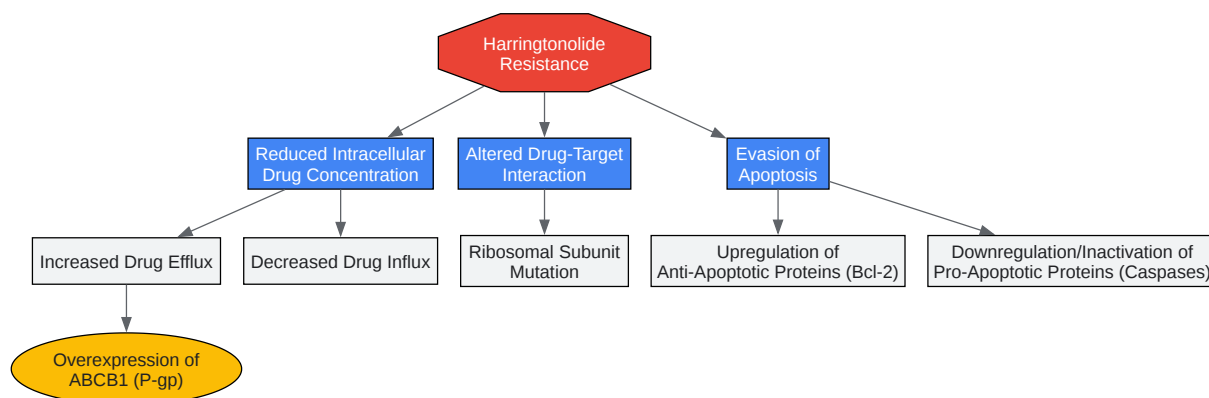 Harringtonolide
Resistance
Reduced Intracellular
Drug Concentration
Altered Drug-Target
Interaction
Evasion of
Apoptosis
Increased Drug Efflux
Decreased Drug Influx
Ribosomal Subunit
Mutation
Upregulation of
Anti-Apoptotic Proteins (Bcl-2)
Downregulation/Inactivation of
Pro-Apoptotic Proteins (Caspases)
Overexpression of
ABCB1 (P-gp)